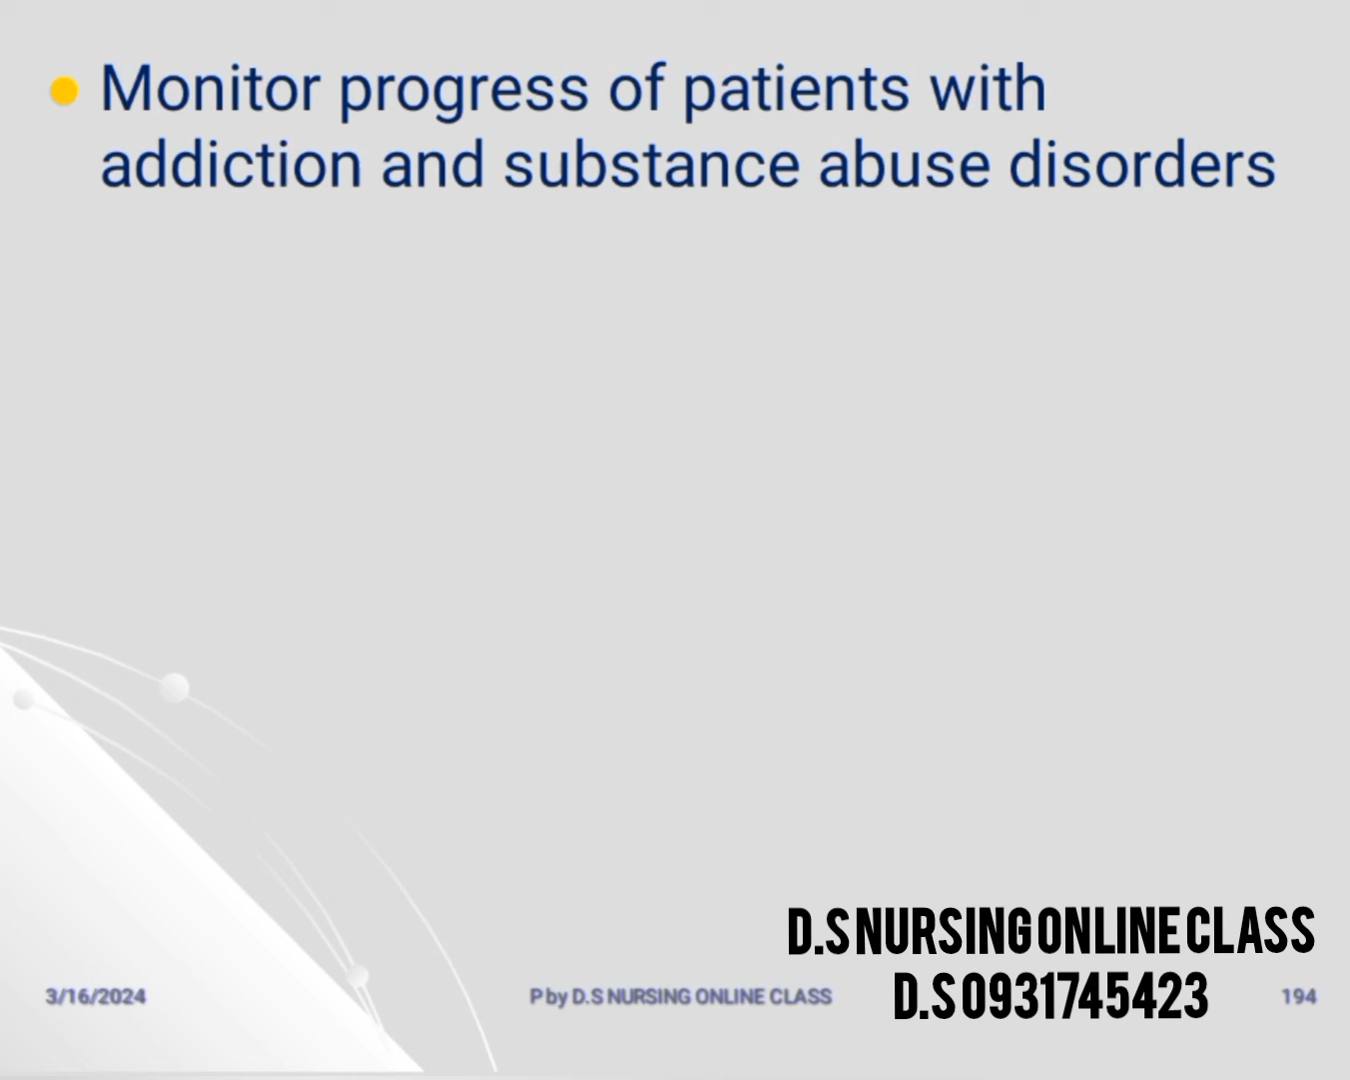 Monitor progress of patients with
addiction and substance abuse disorders
D.S NURSING ONLINE CLASS
D.S 0931745423
3/16/2024
P by D.S NURSING ONLINE CLASS
194